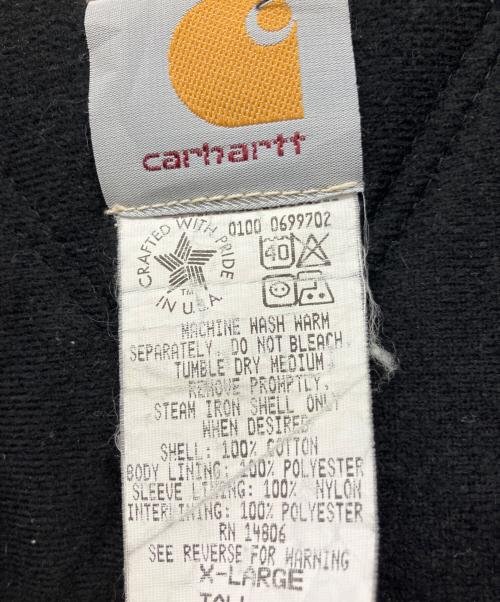 carhartt
CRAFTED WITH PRIDE
IN U.S.A
TM
0100 0699702
40
MACHINE WASH WARM
SEPARATELY. DO NOT BLEACH.
TUMBLE DRY MEDIUM
REMOVE PROMPTLY.
STEAM IRON SHELL ONLY
WHEN DESIRED
SHELL: 100% COTTON
BODY LINING: 100% POLYESTER
SLEEVE LINING: 100% NYLON
INTERLINING: 100% POLYESTER
RN 14806
SEE REVERSE FOR WARNING
X-LARGE
TALL